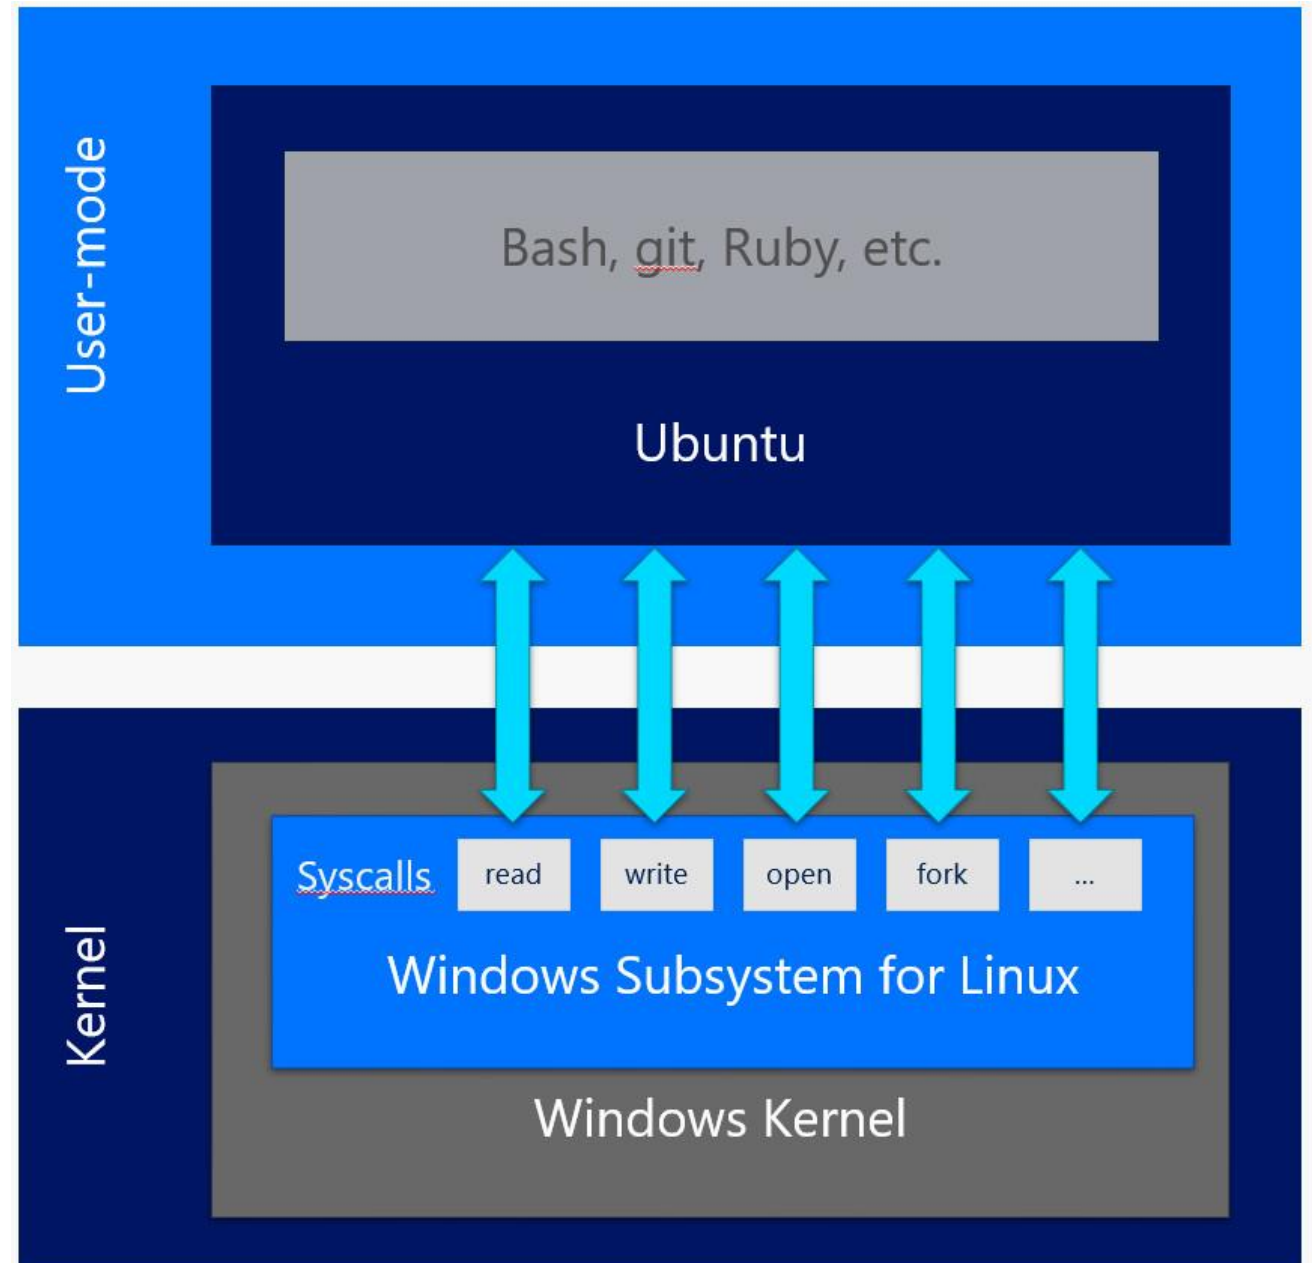 User-mode
Bash, git, Ruby, etc.
Ubuntu
Kernel
Syscalls read write open fork ...
Windows Subsystem for Linux
Windows Kernel